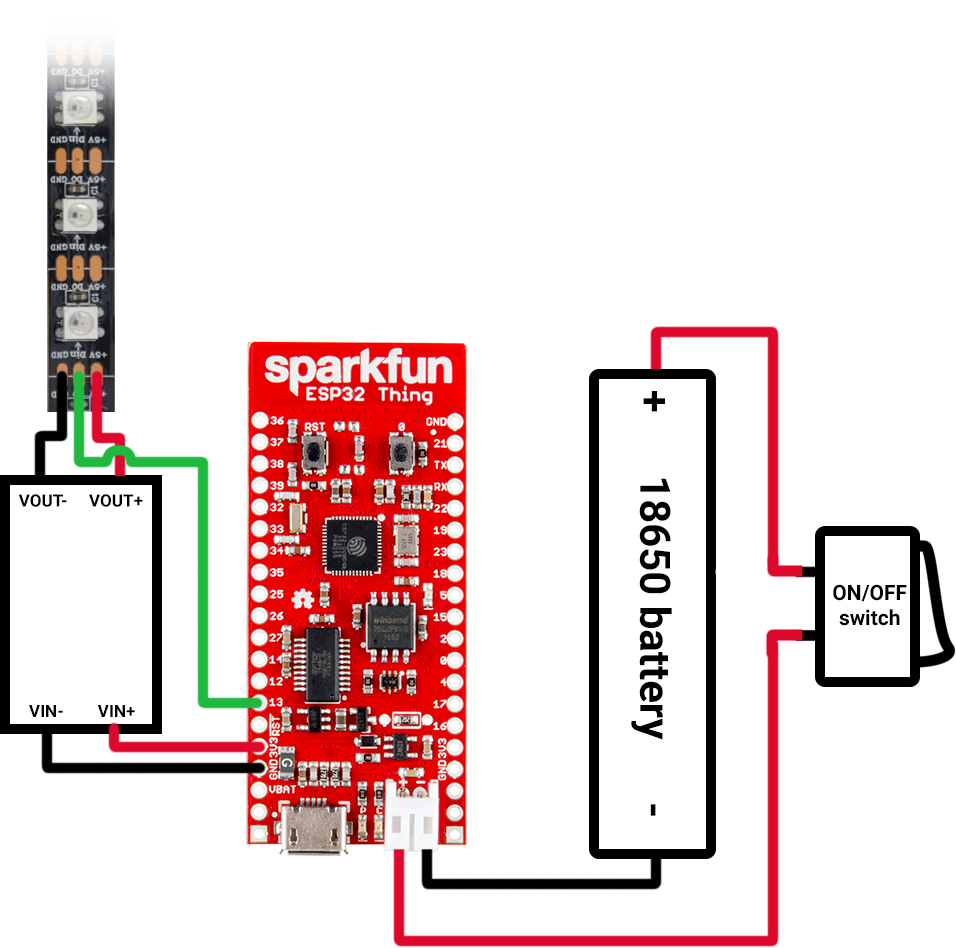 GND DO +5V
GND Din +5V
GND DO +5V
GND Din +5V
GND DO +5V
GND Din +5V
VOUT- VOUT+
VIN- VIN+
sparkfun
ESP32 Thing
RST
0
36
37
38
39
32
33
34
35
25
26
27
14
12
13
RST
3V3
GND
VBAT
GND
21
TX
RX
22
19
23
18
5
15
2
0
4
17
16
3V3
GND
winbond
G
+
18650 battery
-
ON/OFF
switch